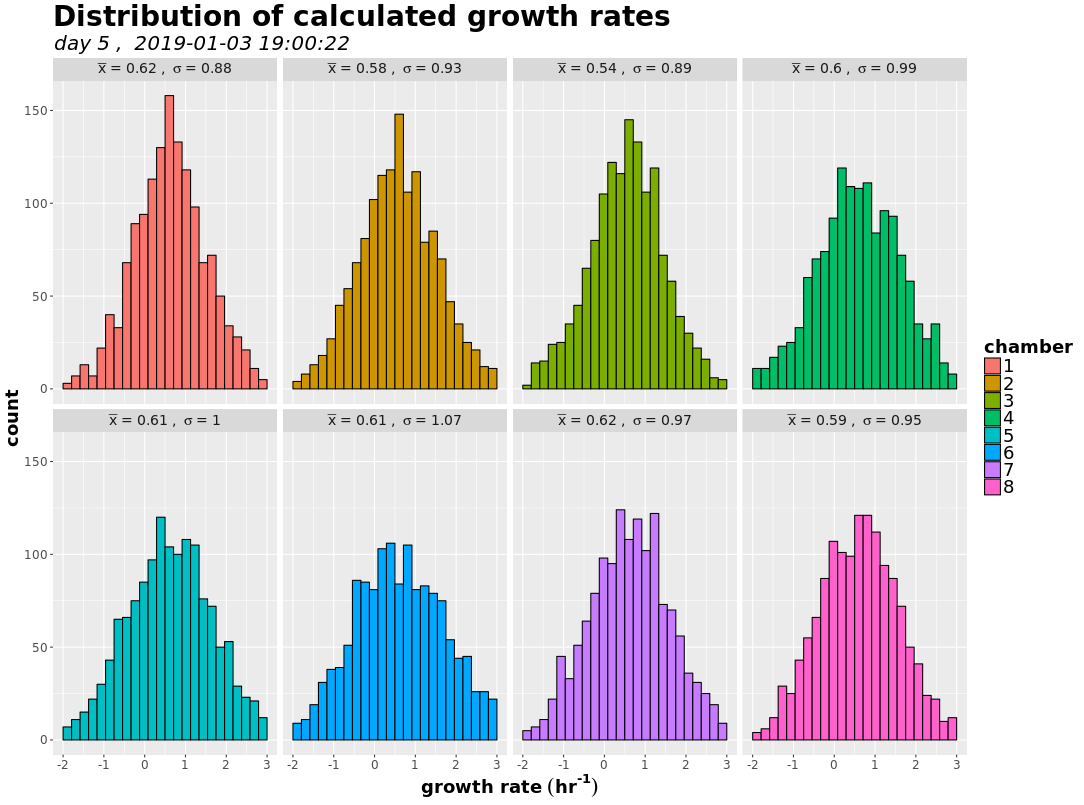 Distribution of calculated growth rates
day 5 ,  2019-01-03 19:00:22
x̅ = 0.62 ,  σ = 0.88
x̅ = 0.58 ,  σ = 0.93
x̅ = 0.54 ,  σ = 0.89
x̅ = 0.6 ,  σ = 0.99
150
100
50
0
x̅ = 0.61 ,  σ = 1
x̅ = 0.61 ,  σ = 1.07
x̅ = 0.62 ,  σ = 0.97
x̅ = 0.59 ,  σ = 0.95
150
100
50
0
-2 -1 0 1 2 3
-2 -1 0 1 2 3
-2 -1 0 1 2 3
-2 -1 0 1 2 3
growth rate (hr⁻¹)
count
chamber
1
2
3
4
5
6
7
8